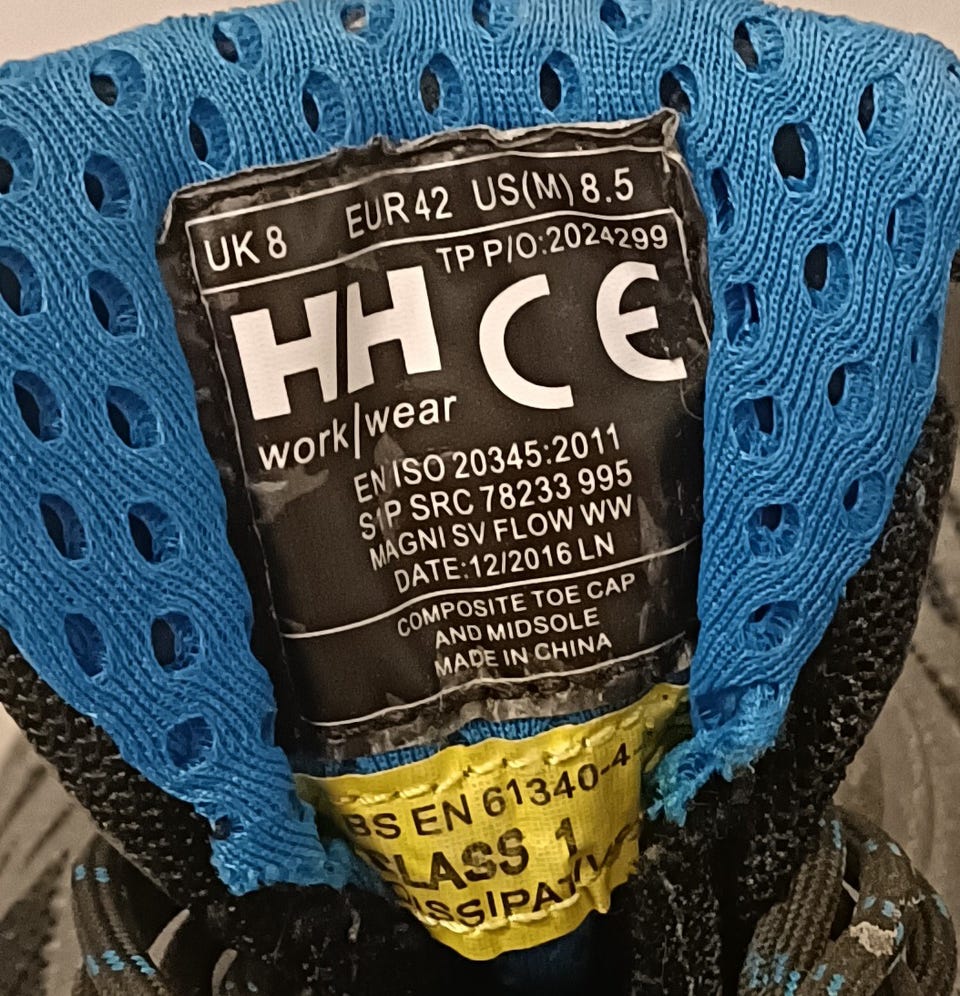 UK 8 EUR 42 US(M) 8.5
TP P/O:2024299
HH CE
work/wear
EN ISO 20345:2011
S1P SRC 78233 995
MAGNI SV FLOW WW
DATE:12/2016 LN
COMPOSITE TOE CAP
AND MIDSOLE
MADE IN CHINA
BS EN 61340-4-
CLASS 1